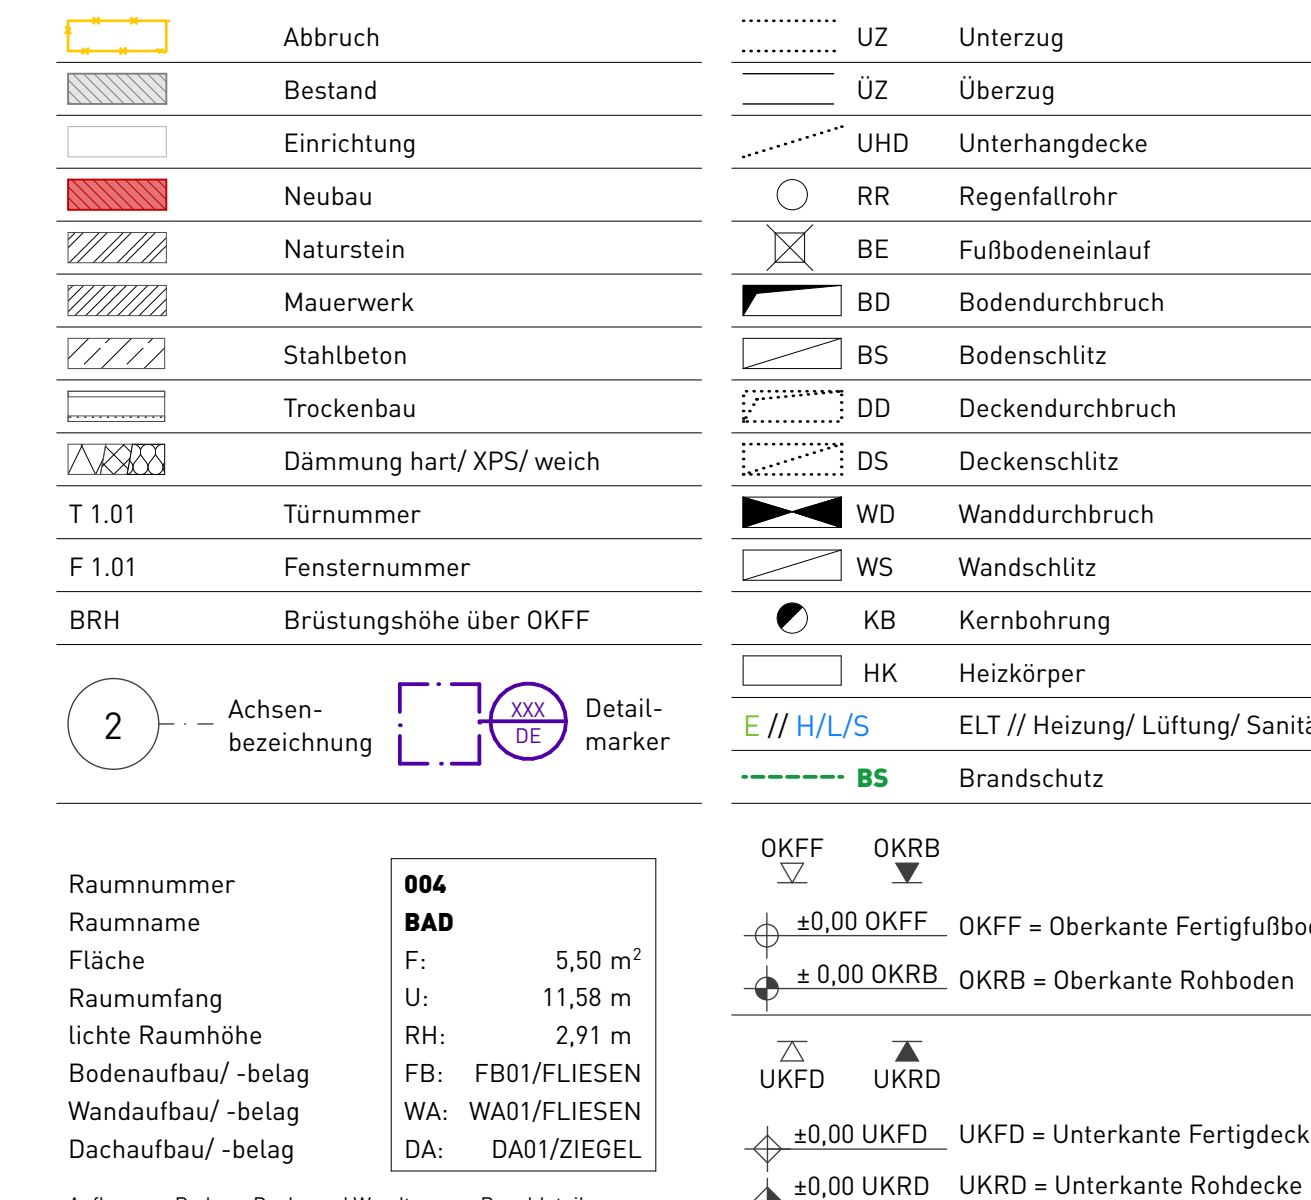 Abbruch
Bestand
Einrichtung
Neubau
Naturstein
Mauerwerk
Stahlbeton
Trockenbau
Dämmung hart/ XPS/ weich
T 1.01 Türnummer
F 1.01 Fensternummer
BRH Brüstungshöhe über OKFF
2
Achsen-
bezeichnung
XXX
DE
Detail-
marker
Raumnummer 004
Raumname BAD
Fläche F: 5,50 m²
Raumumfang U: 11,58 m
lichte Raumhöhe RH: 2,91 m
Bodenaufbau/ -belag FB: FB01/FLIESEN
Wandaufbau/ -belag WA: WA01/FLIESEN
Dachaufbau/ -belag DA: DA01/ZIEGEL
UZ Unterzug
ÜZ Überzug
UHD Unterhangdecke
RR Regenfallrohr
BE Fußbodeneinlauf
BD Bodendurchbruch
BS Bodenschlitz
DD Deckendurchbruch
DS Deckenschlitz
WD Wanddurchbruch
WS Wandschlitz
KB Kernbohrung
HK Heizkörper
E // H/L/S ELT // Heizung/ Lüftung/
BS Brandschutz
OKFF OKRB
±0,00 OKFF OKFF = Oberkante
± 0,00 OKRB OKRB = Oberkante Rohboden
UKFD UKRD
±0,00 UKFD UKFD = Unterkante
±0,00 UKRD UKRD = Unterkante Rohdecke